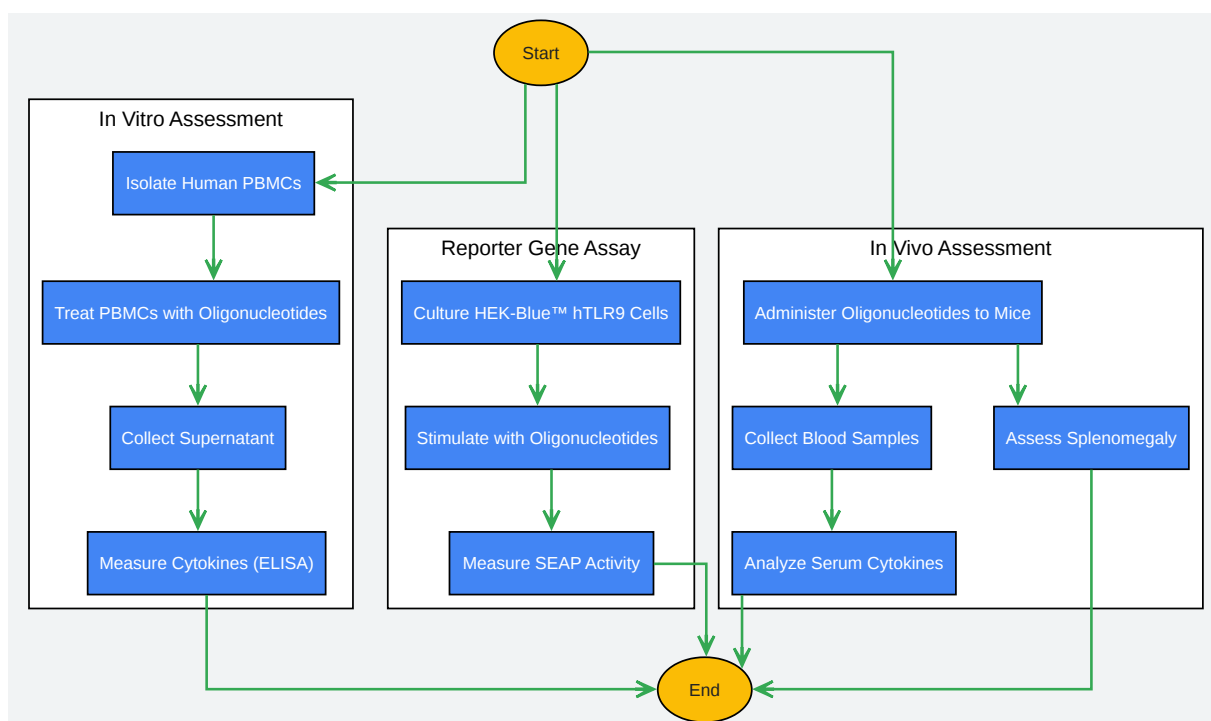 Start
In Vitro Assessment
Isolate Human PBMCs
Treat PBMCs with Oligonucleotides
Collect Supernatant
Measure Cytokines (ELISA)
Reporter Gene Assay
Culture HEK-Blue™ hTLR9 Cells
Stimulate with Oligonucleotides
Measure SEAP Activity
In Vivo Assessment
Administer Oligonucleotides to Mice
Collect Blood Samples
Assess Splenomegaly
Analyze Serum Cytokines
End